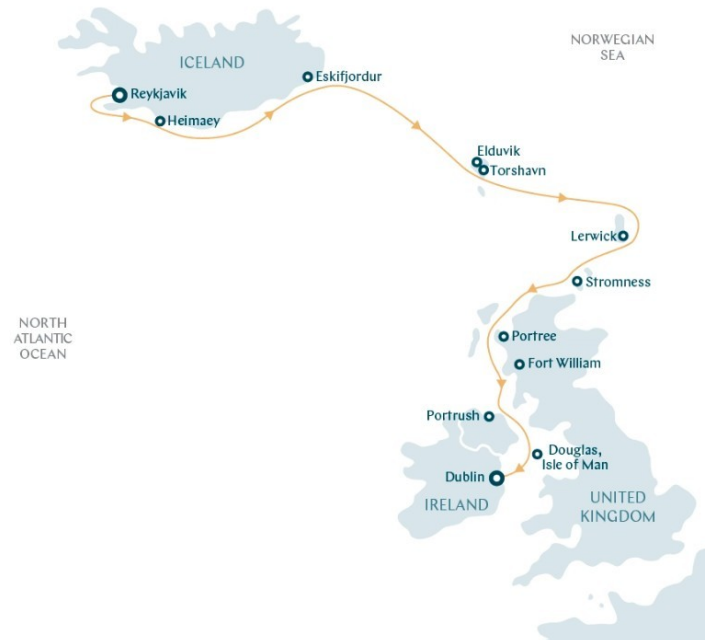 NORWEGIAN
SEA
ICELAND
Eskifjordur
Reykjavik
Heimaey
Elduvik
Torshavn
Lerwick
Stromness
NORTH
ATLANTIC
OCEAN
Portree
Fort William
Portrush
Douglas,
Isle of Man
Dublin
IRELAND
UNITED
KINGDOM